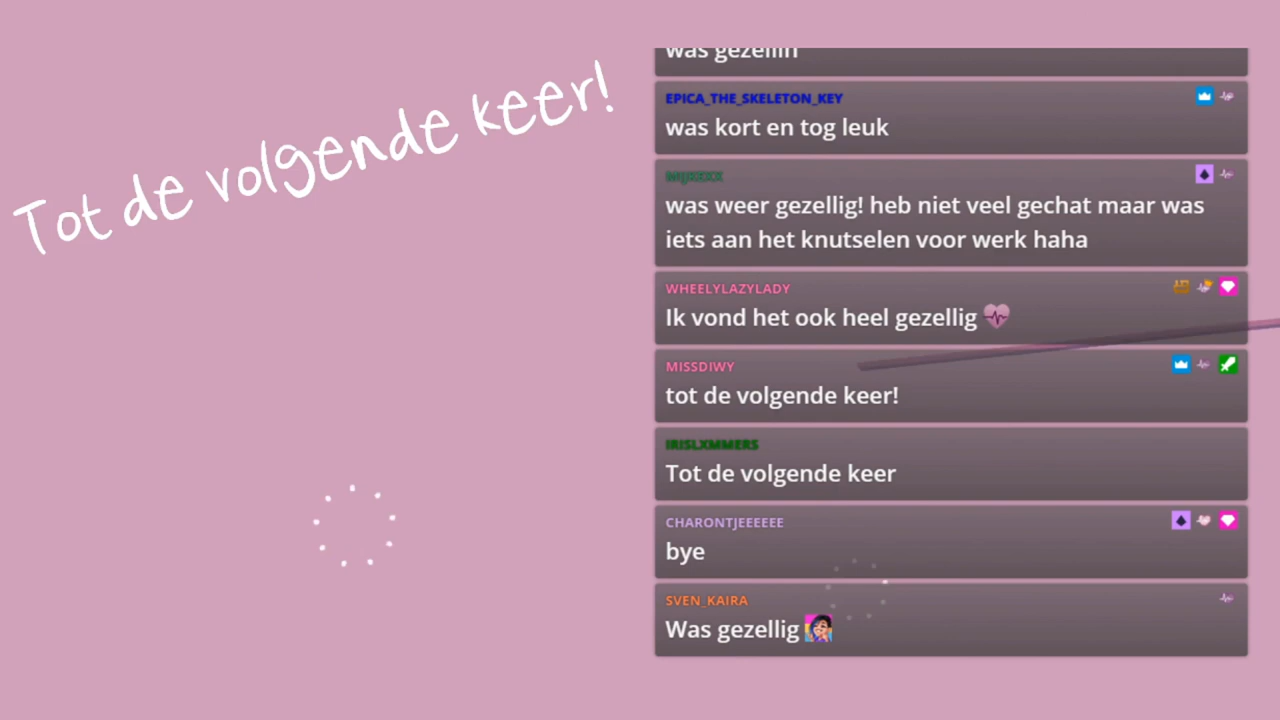 Tot de volgende keer!
was gezellin
EPICA_THE_SKELETON_KEY
was kort en tog leuk
was weer gezellig! heb niet veel gechat maar was
iets aan het knutselen voor werk haha
WHEELYLAZYLADY
Ik vond het ook heel gezellig
MISSDIWY
tot de volgende keer!
IRISLXMMERS
Tot de volgende keer
CHARONTJEEEEEE
bye
SVEN_KAIRA
Was gezellig